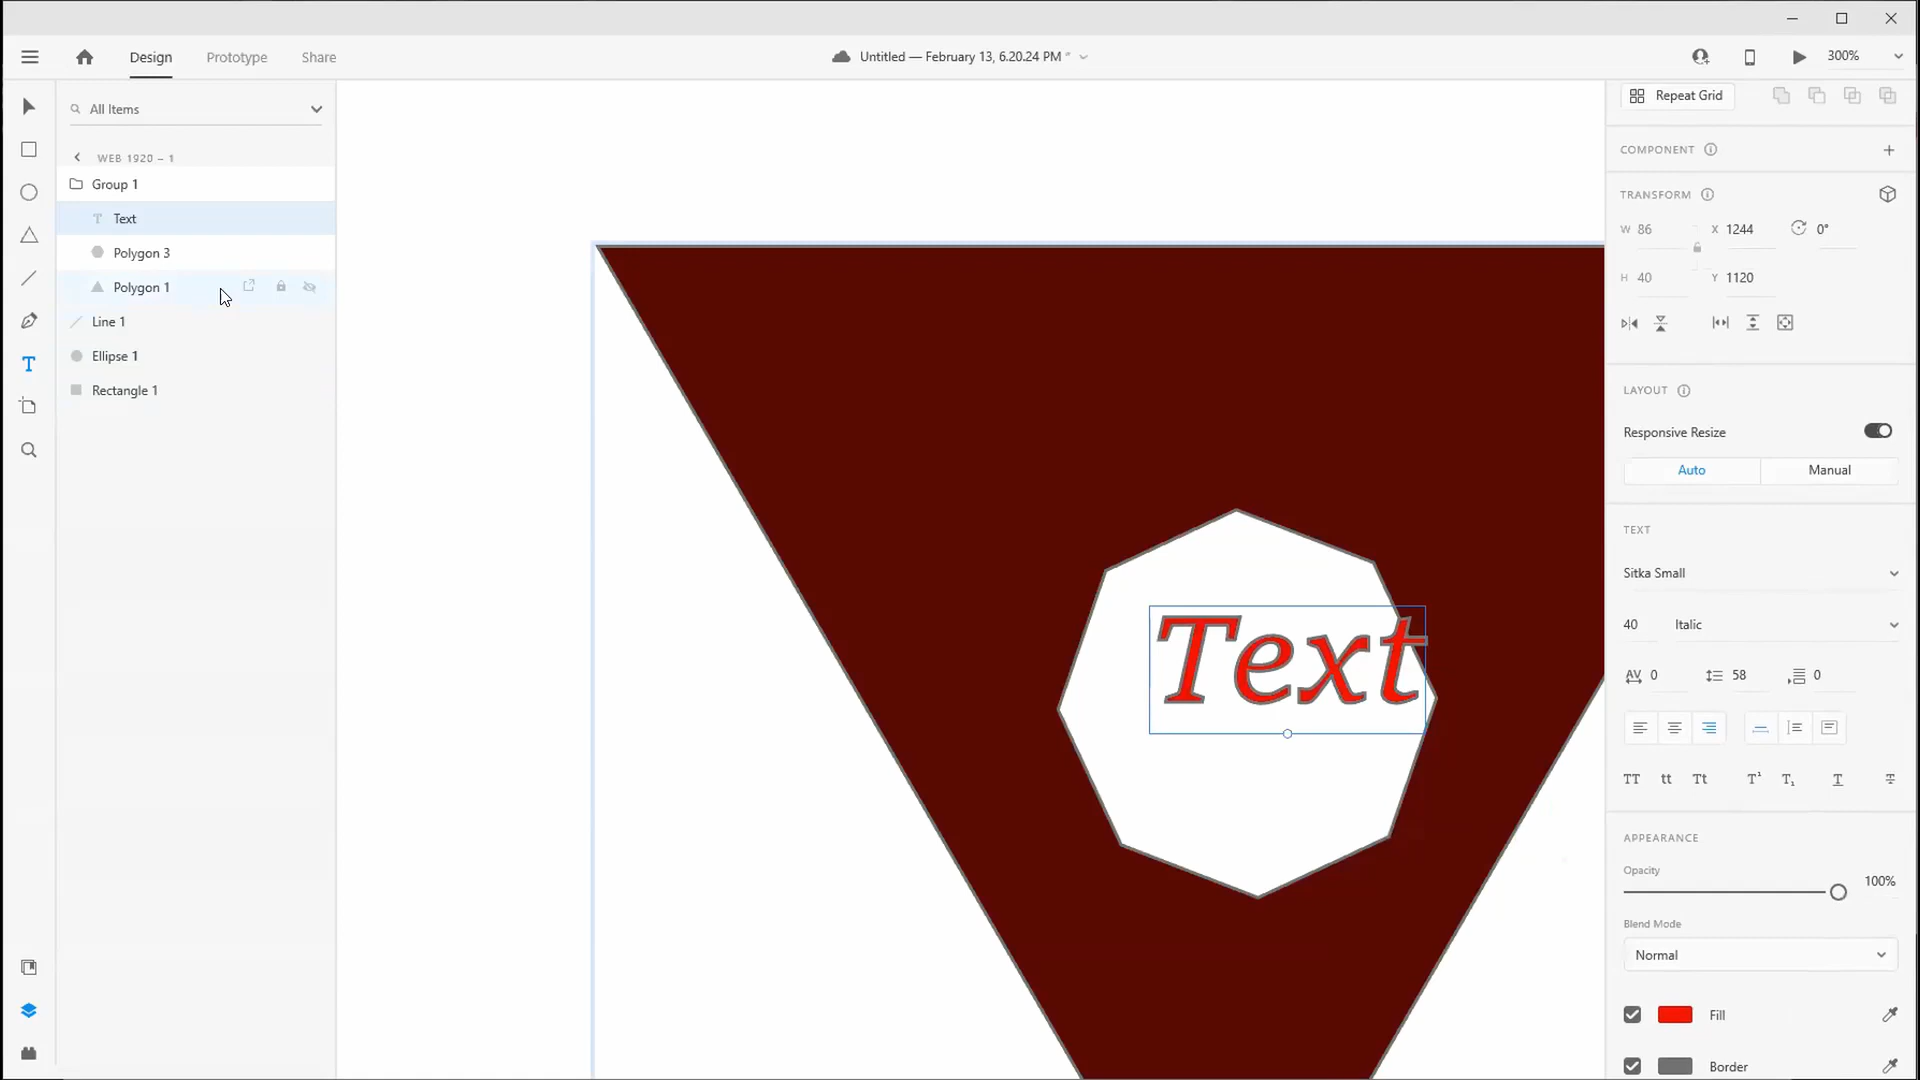 Design
Prototype
Share
Untitled — February 13, 6.20.24 PM *
300%
All Items
WEB 1920 – 1
Group 1
Text
Polygon 3
Polygon 1
Line 1
Ellipse 1
Rectangle 1
Text
Repeat Grid
COMPONENT
TRANSFORM
W 86 X 1244 0°
H 40 Y 1120
LAYOUT
Responsive Resize
Auto Manual
TEXT
Sitka Small
40 Italic
AV 0 58 0
TT tt Tt T¹ T₁ T T
APPEARANCE
Opacity
100%
Blend Mode
Normal
Fill
Border